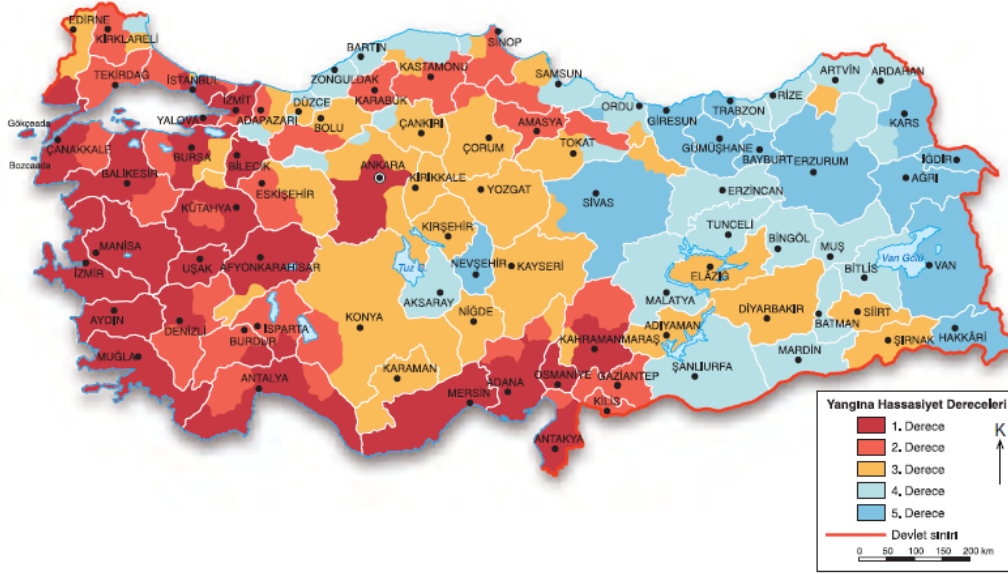 EDİRNE
KIRKLARELİ
TEKİRDAĞ
İSTANBUL
İZMİT
YALOVA
ADAPAZARI
DÜZCE
BOLU
ZONGULDAK
BARTIN
KARABÜK
KASTAMONU
SİNOP
SAMSUN
ORDU
GİRESUN
TRABZON
RİZE
ARTVİN
ARDAHAN
KARS
IĞDIR
AĞRI
Gökçeada
Bozcaada
ÇANAKKALE
BALIKESİR
BURSA
BİLECİK
ESKİŞEHİR
KÜTAHYA
ANKARA
ÇANKIRI
KIRIKKALE
ÇORUM
AMASYA
TOKAT
YOZGAT
SİVAS
GÜMÜŞHANE
BAYBURT
ERZURUM
ERZİNCAN
TUNCELİ
BİNGÖL
MUŞ
BİTLİS
Van Gölü
VAN
MANİSA
İZMİR
UŞAK
AFYONKARAHİSAR
KIRŞEHİR
NEVŞEHİR
KAYSERİ
Tuz G.
AKSARAY
NİĞDE
KONYA
MALATYA
ELAZIĞ
DİYARBAKIR
BATMAN
SİİRT
ŞIRNAK
HAKKÂRİ
AYDIN
DENİZLİ
ISPARTA
BURDUR
MUĞLA
ANTALYA
KARAMAN
MERSİN
ADANA
OSMANİYE
KAHRAMANMARAŞ
ADIYAMAN
GAZİANTEP
KİLİS
ŞANLIURFA
MARDİN
ANTAKYA
Yangına Hassasiyet Dereceleri
1. Derece
2. Derece
3. Derece
4. Derece
5. Derece
Devlet sınırı
0 50 100 150 200 km
K